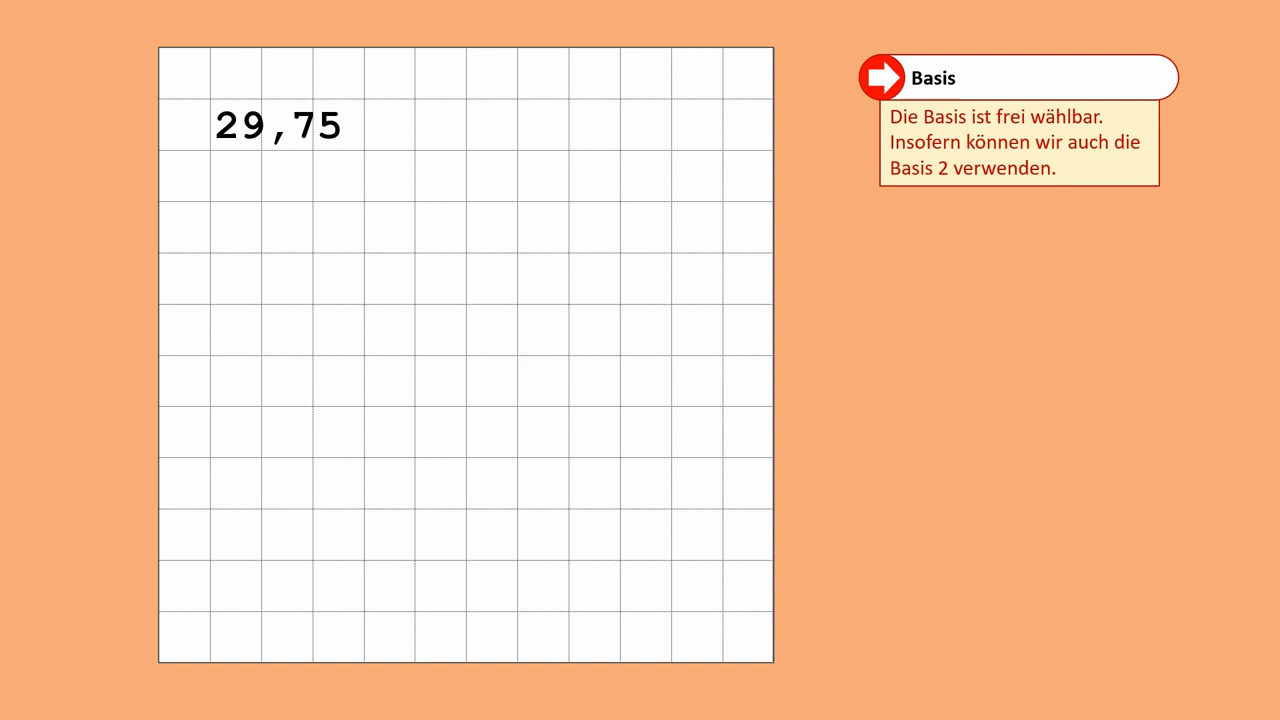 29,75
Basis
Die Basis ist frei wählbar.
Insofern können wir auch die
Basis 2 verwenden.